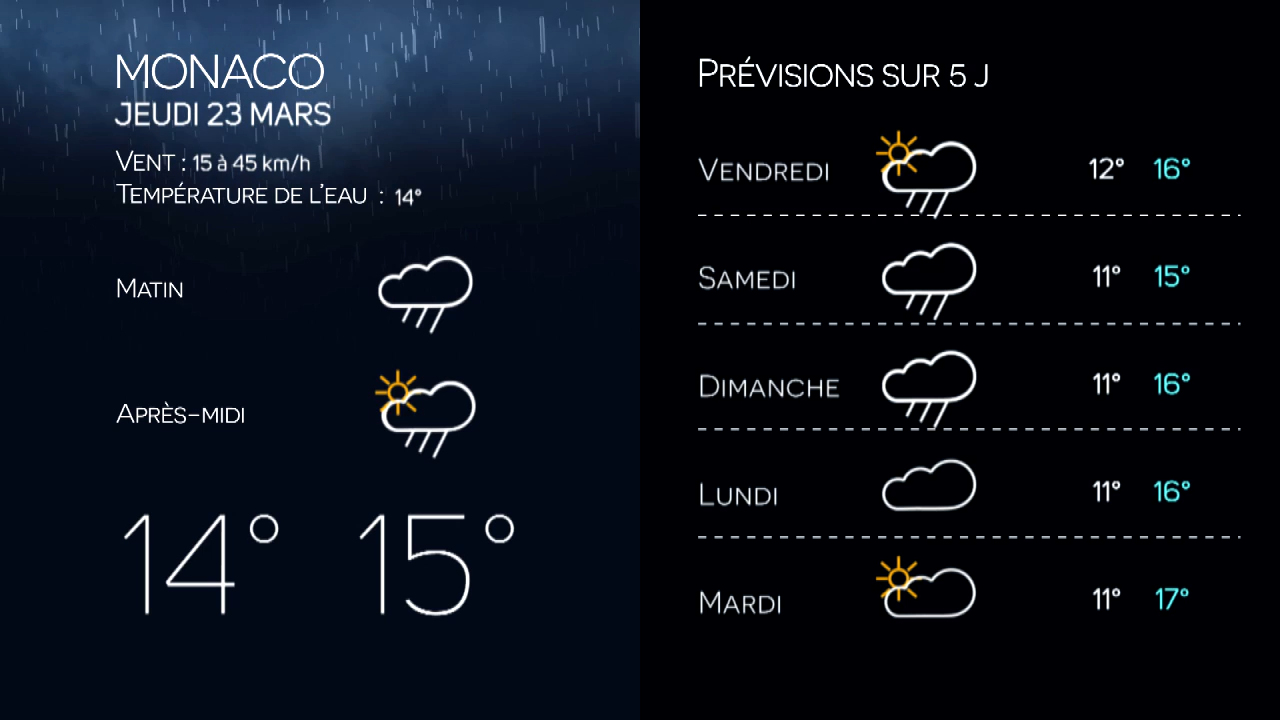 MONACO
JEUDI 23 MARS
VENT : 15 à 45 km/h
TEMPÉRATURE DE L'EAU : 14°
MATIN
APRÈS-MIDI
14° 15°
PRÉVISIONS SUR 5 J
VENDREDI 12° 16°
SAMEDI 11° 15°
DIMANCHE 11° 16°
LUNDI 11° 16°
MARDI 11° 17°